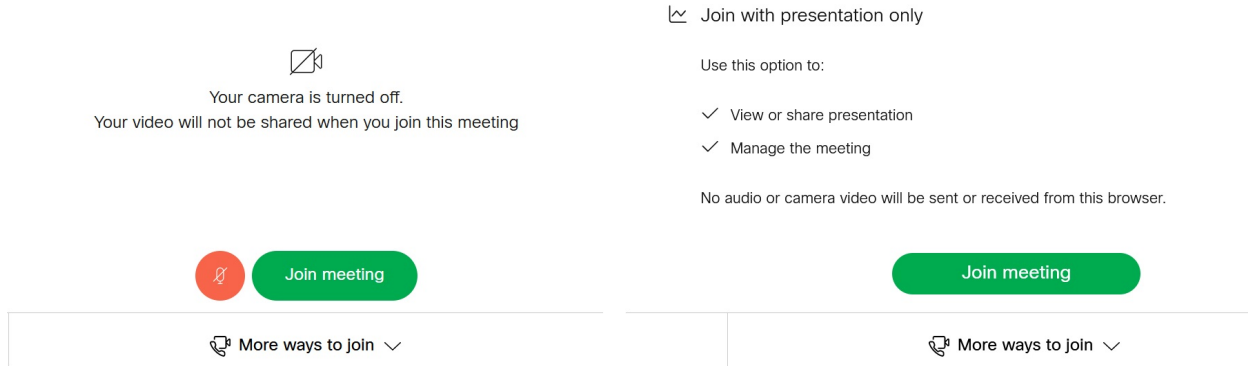 Your camera is turned off.
Your video will not be shared when you join this meeting
Join meeting
More ways to join
Join with presentation only
Use this option to:
View or share presentation
Manage the meeting
No audio or camera video will be sent or received from this browser.
Join meeting
More ways to join